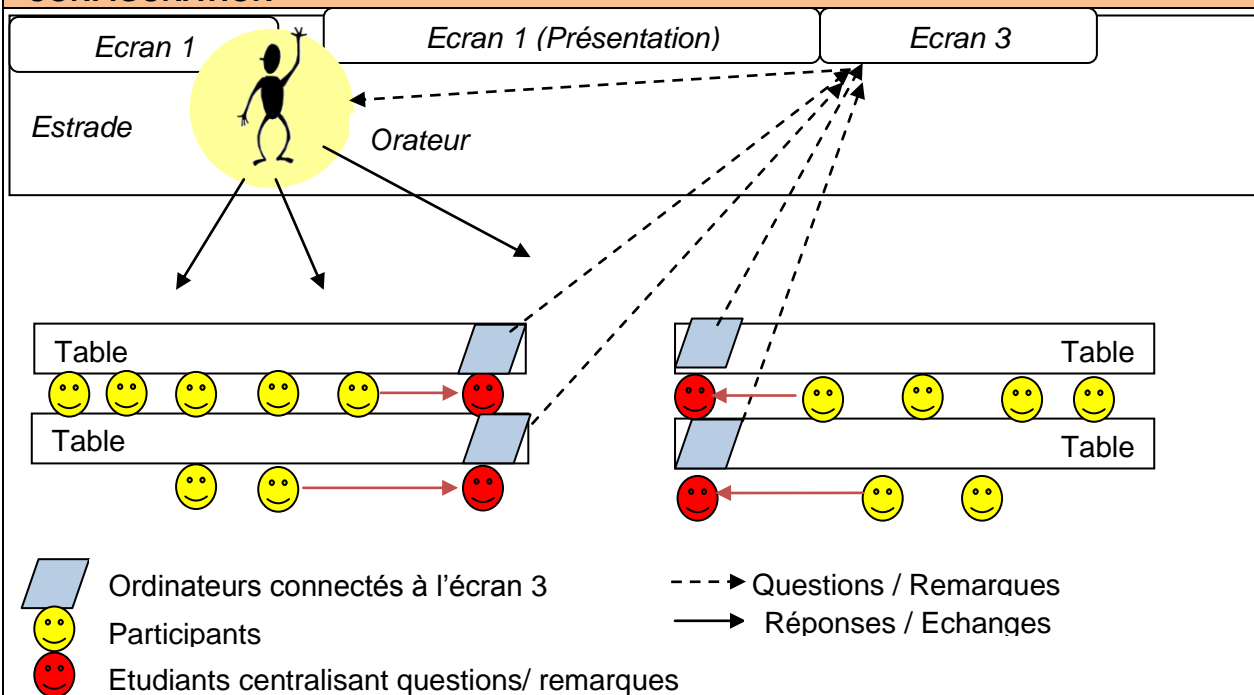 Ecran 1
Ecran 1 (Présentation)
Ecran 3
Estrade
Orateur
Table
Table
Table
Table
Ordinateurs connectés à l'écran 3
Questions / Remarques
Participants
Réponses / Echanges
Etudiants centralisant questions/ remarques